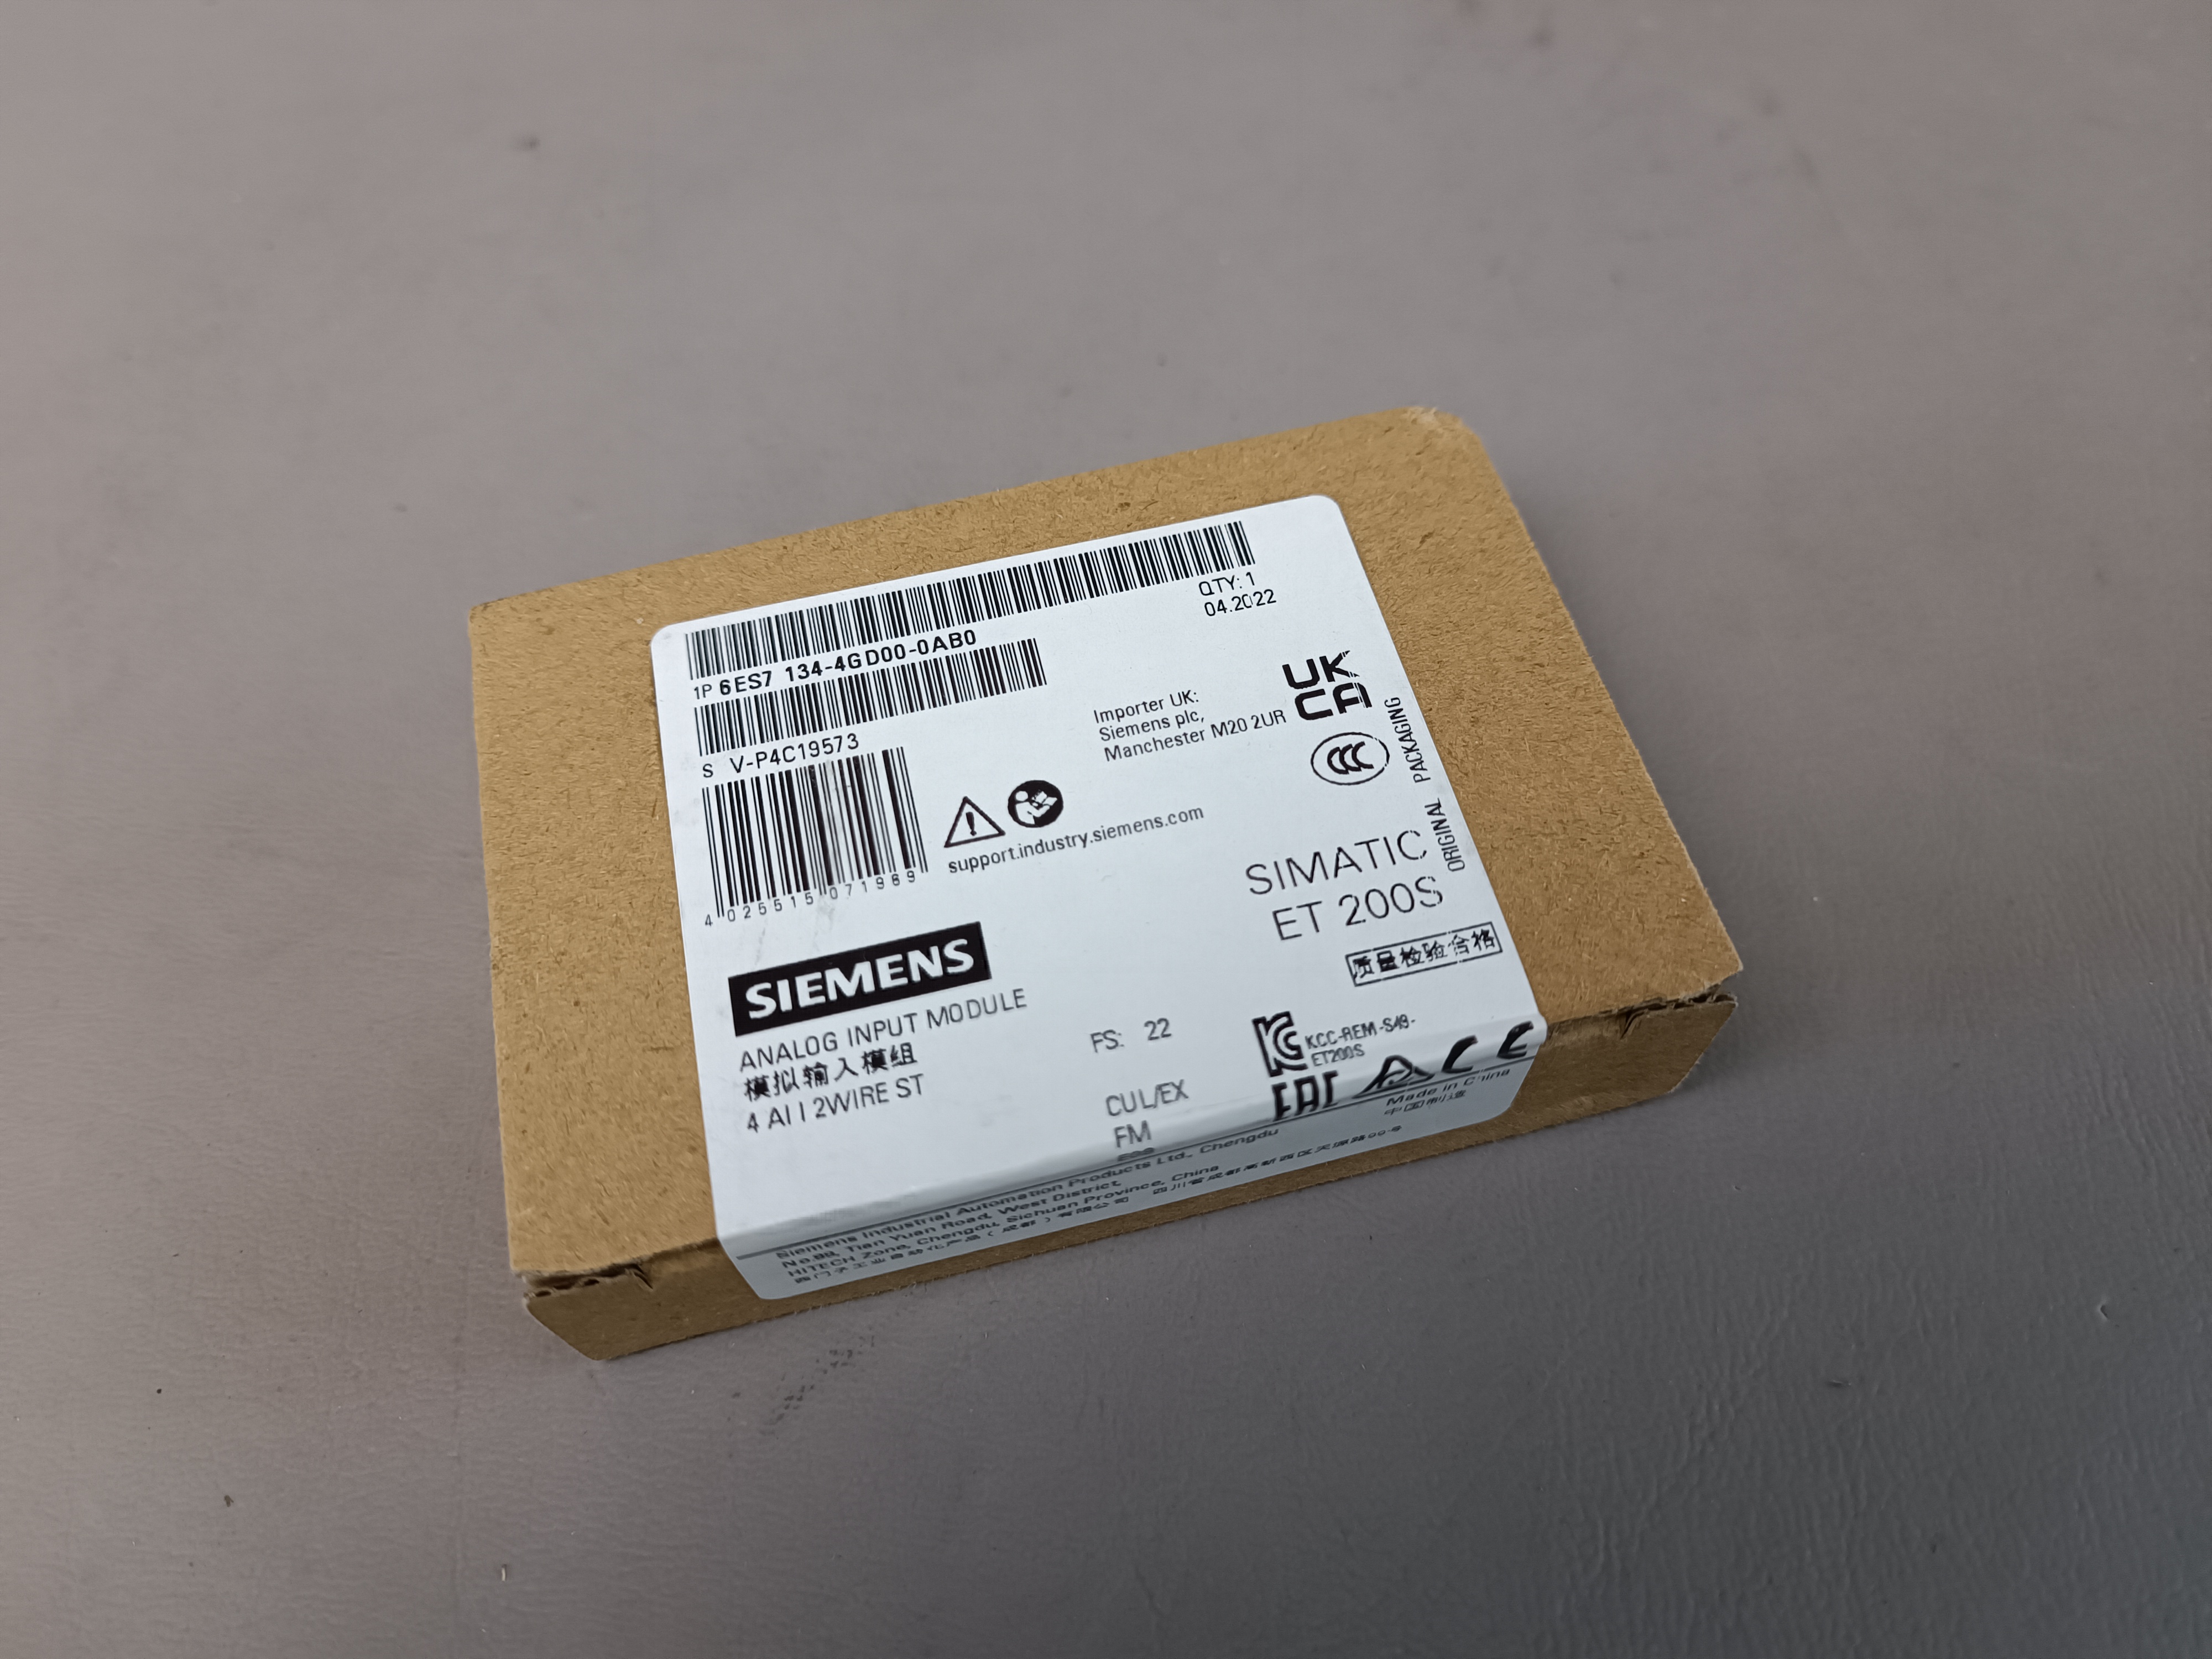 1P 6ES7 134-4GD00-0AB0
QTY: 1
04.2022
S V-P4C19573
Importer UK:
Siemens plc,
Manchester M20 2UR
UK
CA
CCC
ORIGINAL PACKAGING
4 025515 071989
support.industry.siemens.com
SIMATIC
ET 200S
质量检验合格
SIEMENS
ANALOG INPUT MODULE
模拟输入模组
4 AI I 2WIRE ST
FS: 22
CUL/EX
FM
KCC-REM-S49-
ET200S
EAC
CE
Made in China
中国制造
Siemens Industrial Automation Products Ltd., Chengdu
No.99, Tian Yuan Road, West District,
HITECH Zone, Chengdu, Sichuan Province, China